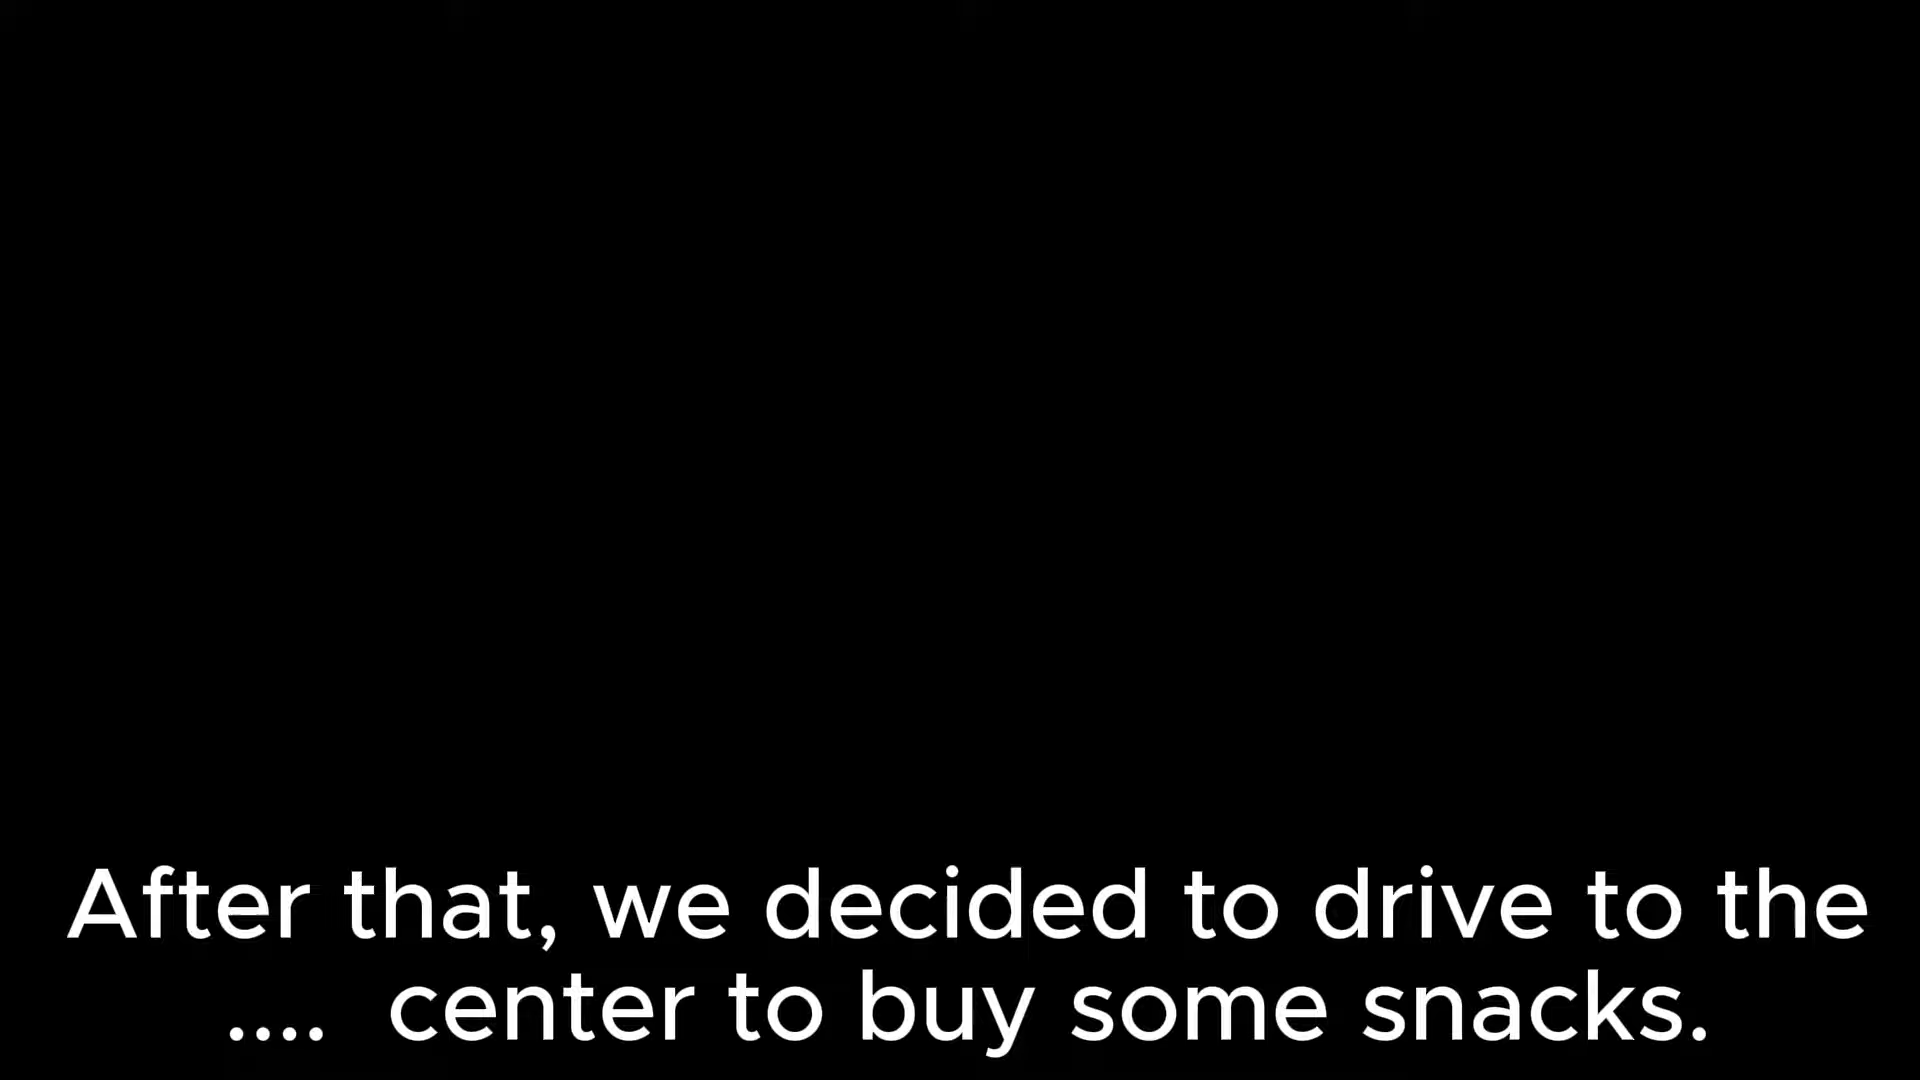 After that, we decided to drive to the
.... center to buy some snacks.